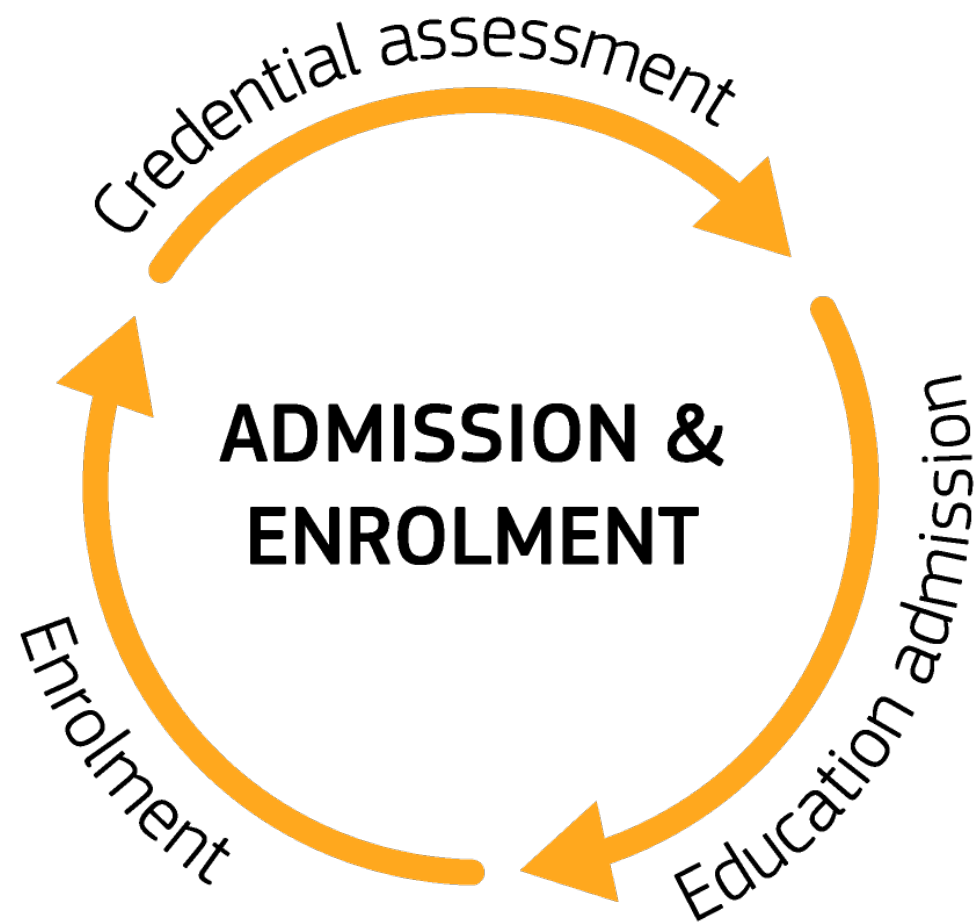 Credential assessment
ADMISSION &
ENROLMENT
Education admission
Enrolment